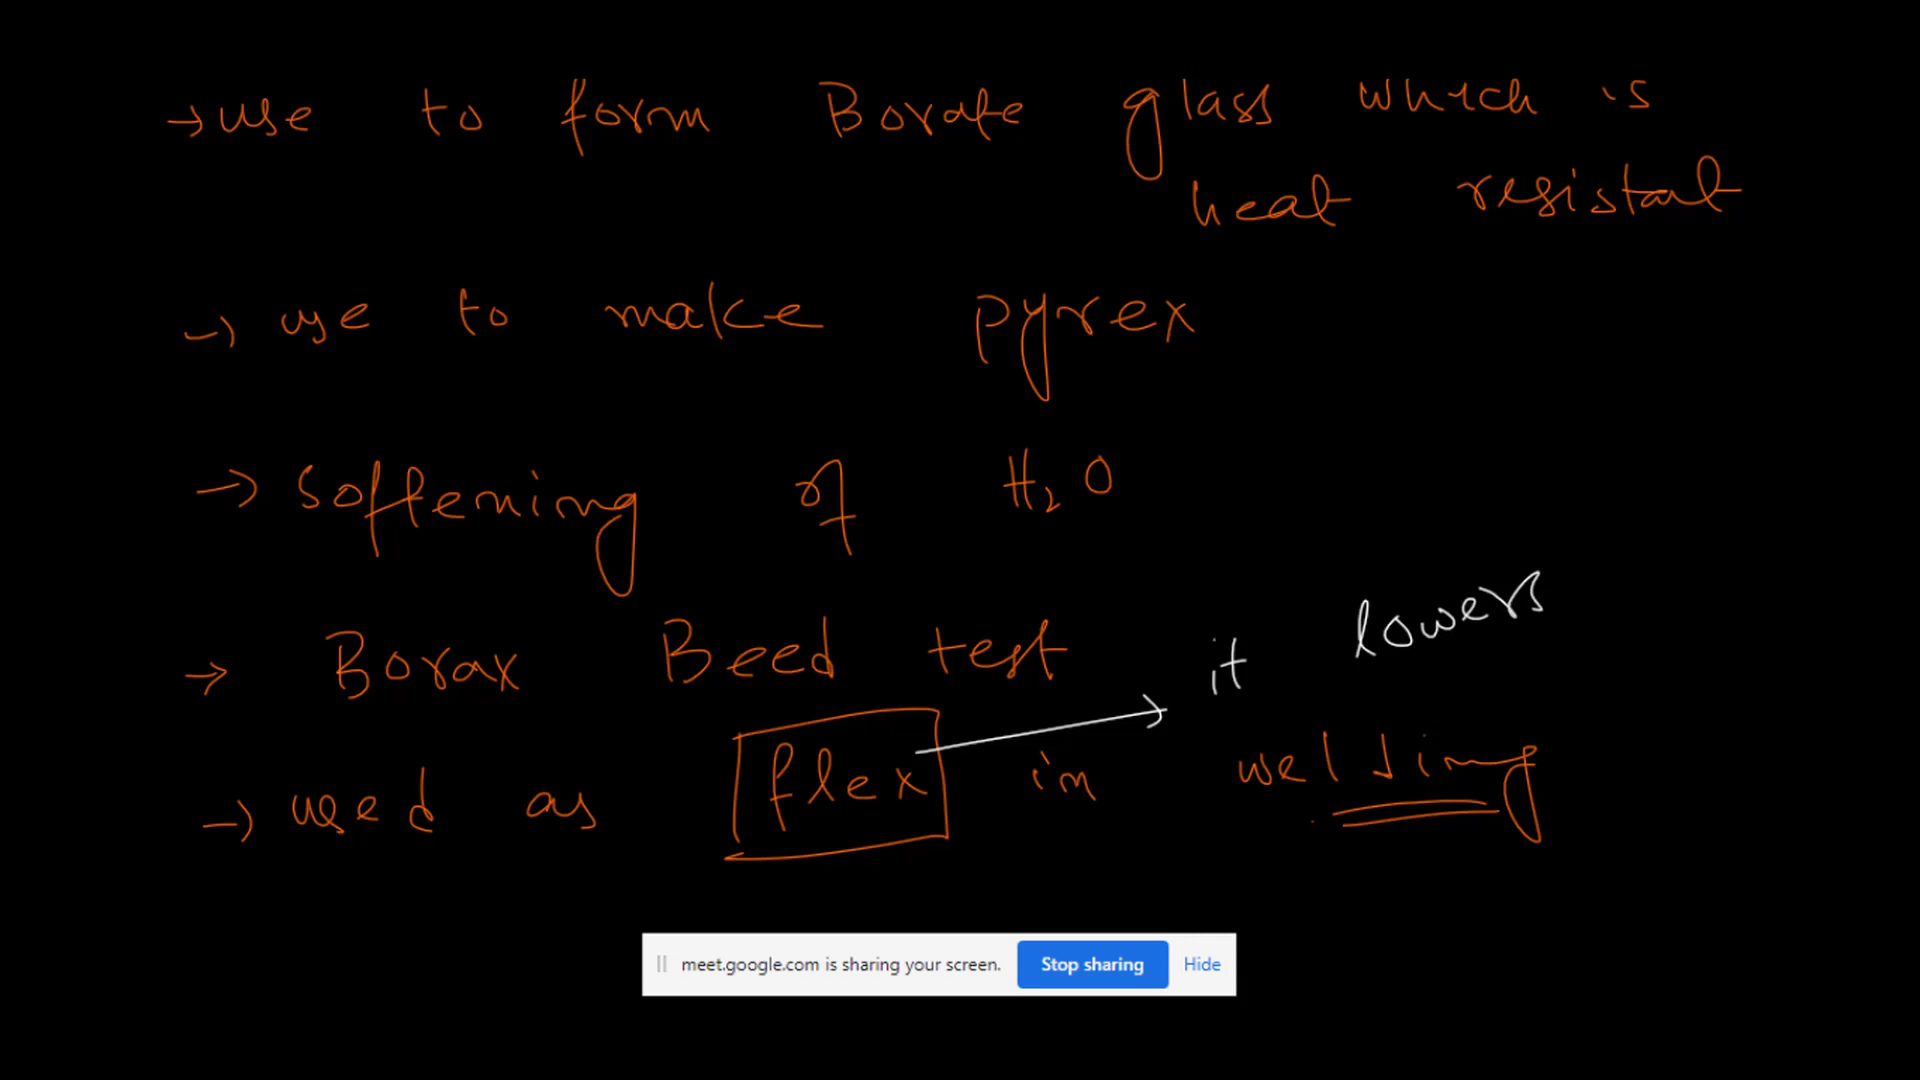 → use to form Borate glass which is
heat resistant
→ use to make pyrex
→ Softening of H₂O
→ Borax Beed test
it lowers
→ used as flex in welding
meet.google.com is sharing your screen. Stop sharing Hide